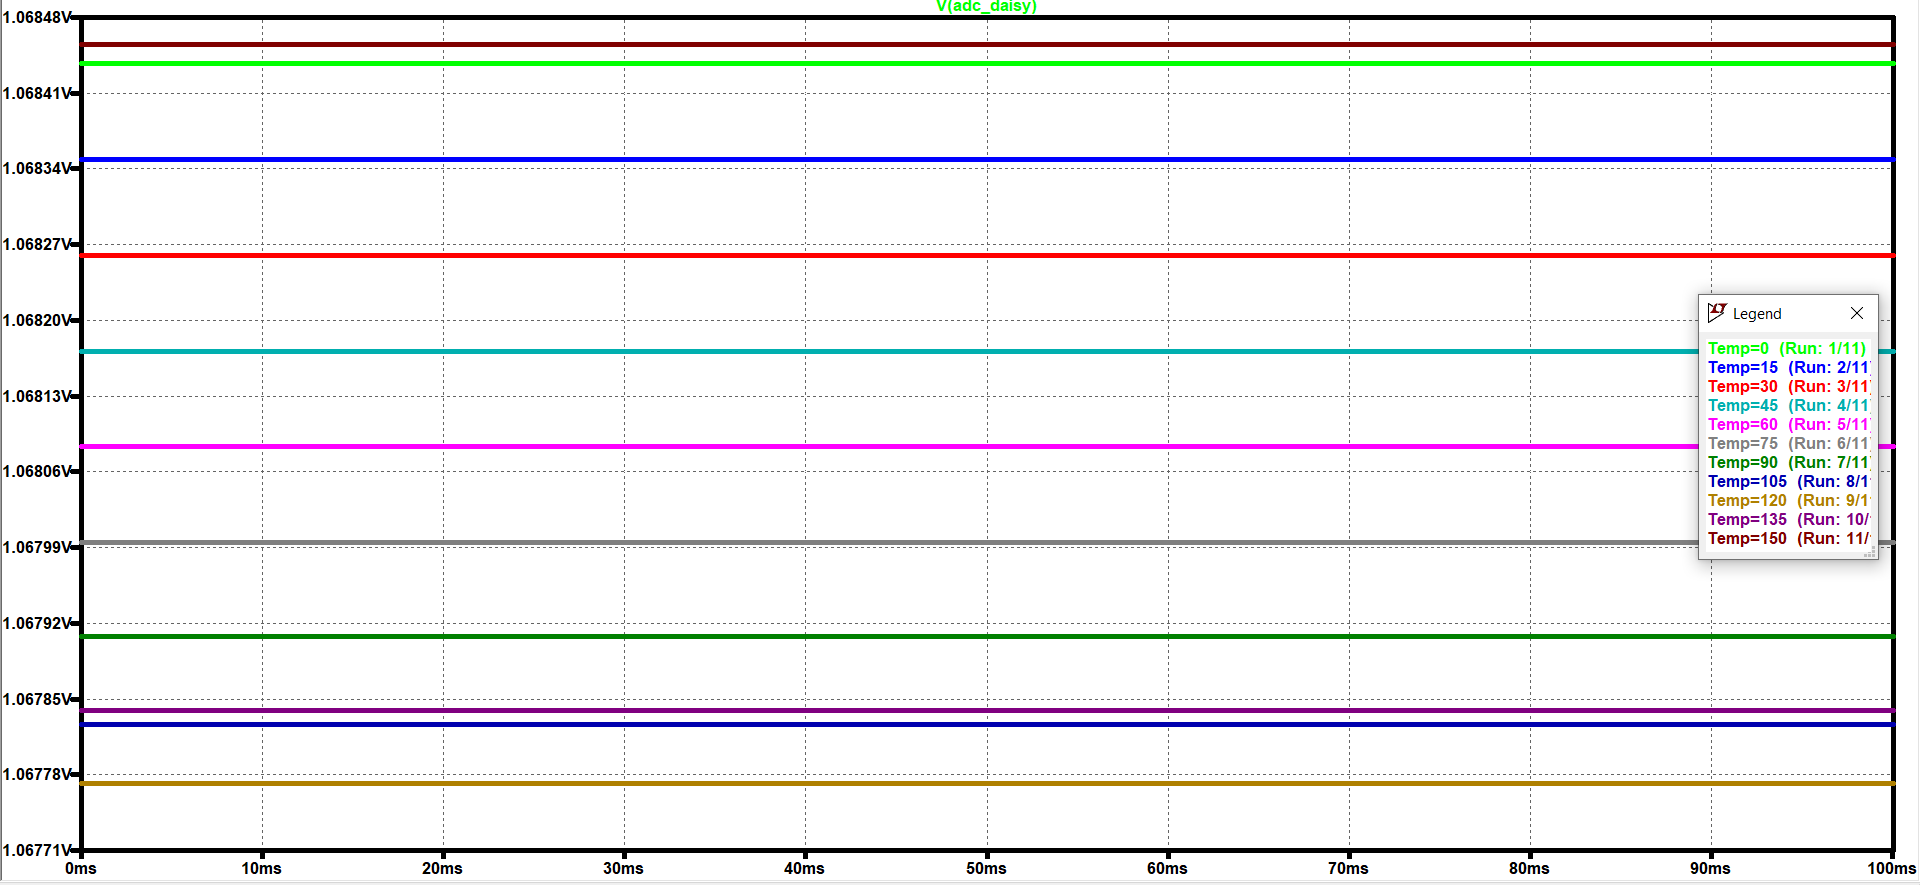 V(adc_daisy)
1.06848V
1.06841V
1.06834V
1.06827V
1.06820V
1.06813V
1.06806V
1.06799V
1.06792V
1.06785V
1.06778V
1.06771V
0ms 10ms 20ms 30ms 40ms 50ms 60ms 70ms 80ms 90ms 100ms
Legend
Temp=0 (Run: 1/11)
Temp=15 (Run: 2/11)
Temp=30 (Run: 3/11)
Temp=45 (Run: 4/11)
Temp=60 (Run: 5/11)
Temp=75 (Run: 6/11)
Temp=90 (Run: 7/11)
Temp=105 (Run: 8/1
Temp=120 (Run: 9/1
Temp=135 (Run: 10/
Temp=150 (Run: 11/